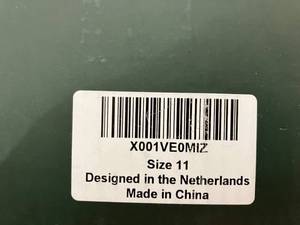 X001VE0MIZ
Size 11
Designed in the Netherlands
Made in China